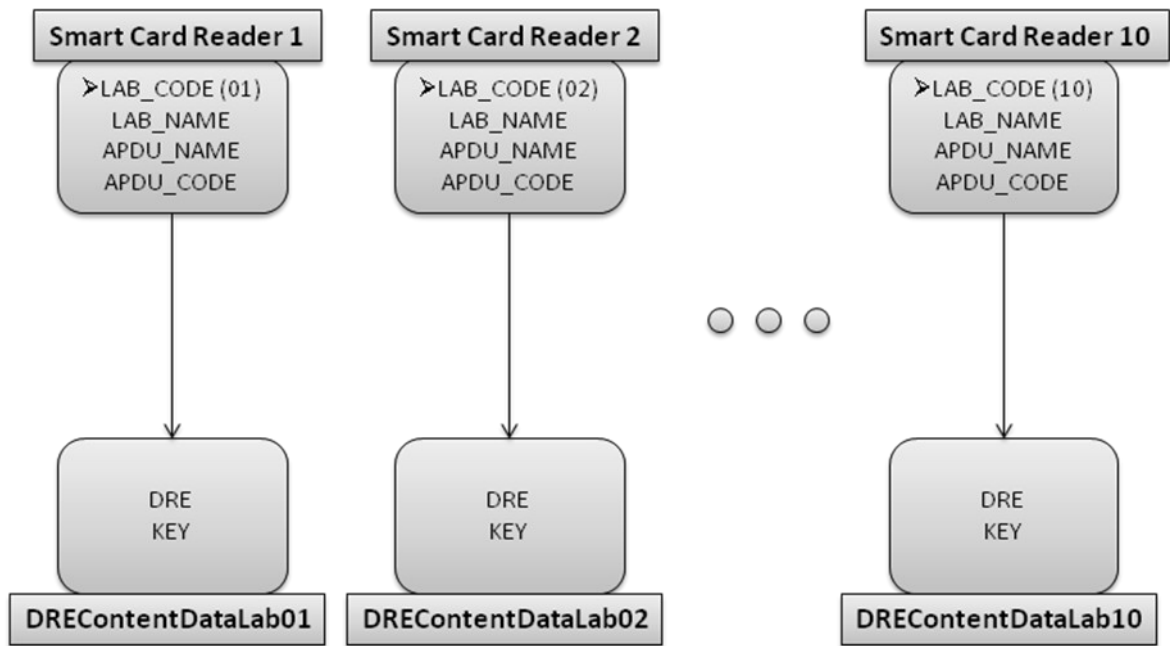 Smart Card Reader 1
➢LAB_CODE (01)
LAB_NAME
APDU_NAME
APDU_CODE
DRE
KEY
DREContentDataLab01
Smart Card Reader 2
➢LAB_CODE (02)
LAB_NAME
APDU_NAME
APDU_CODE
DRE
KEY
DREContentDataLab02
Smart Card Reader 10
➢LAB_CODE (10)
LAB_NAME
APDU_NAME
APDU_CODE
DRE
KEY
DREContentDataLab10